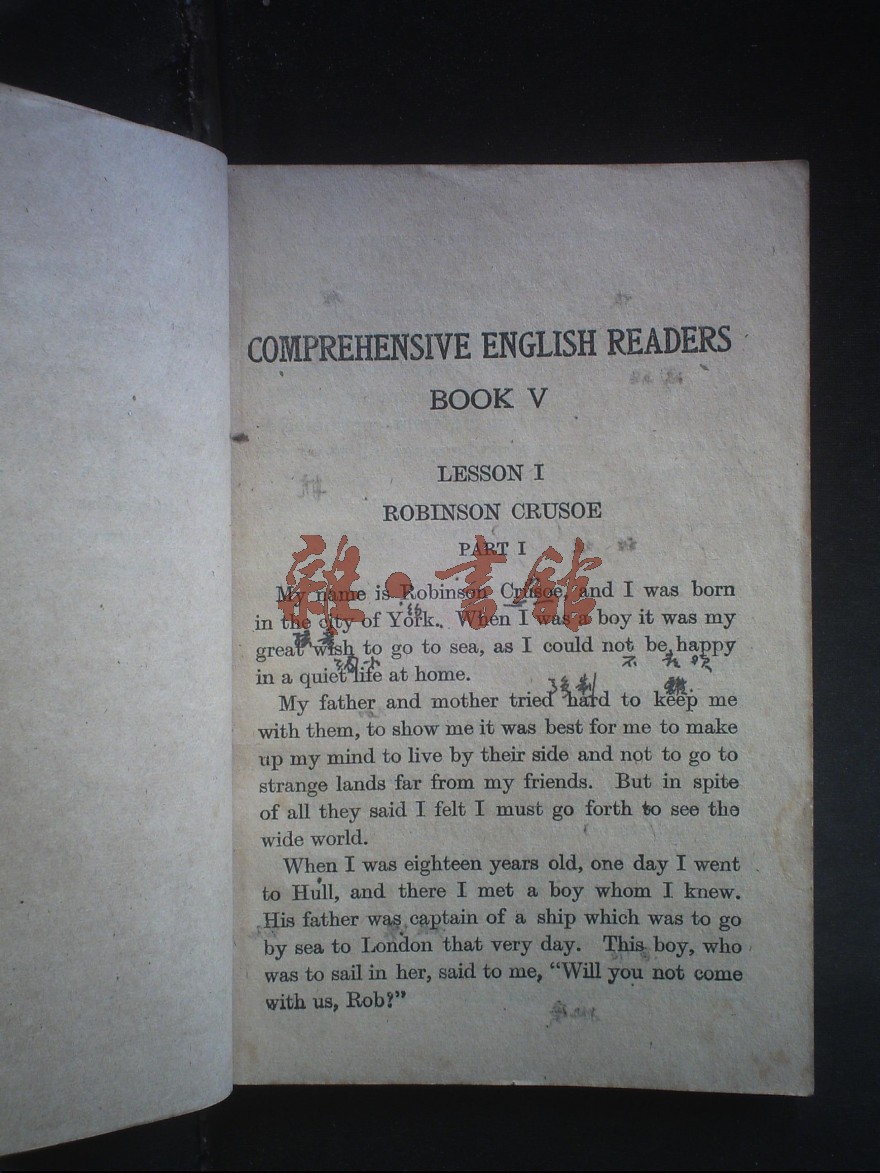 COMPREHENSIVE ENGLISH READERS
BOOK V
LESSON I
ROBINSON CRUSOE
PART I
雜·書館
My name is Robinson Crusoe, and I was born
in the city of York. When I was a boy it was my
great wish to go to sea, as I could not be happy
in a quiet life at home.
强制
My father and mother tried hard to keep me
with them, to show me it was best for me to make
up my mind to live by their side and not to go to
strange lands far from my friends. But in spite
of all they said I felt I must go forth to see the
wide world.
When I was eighteen years old, one day I went
to Hull, and there I met a boy whom I knew.
His father was captain of a ship which was to go
by sea to London that very day. This boy, who
was to sail in her, said to me, “Will you not come
with us, Rob?”